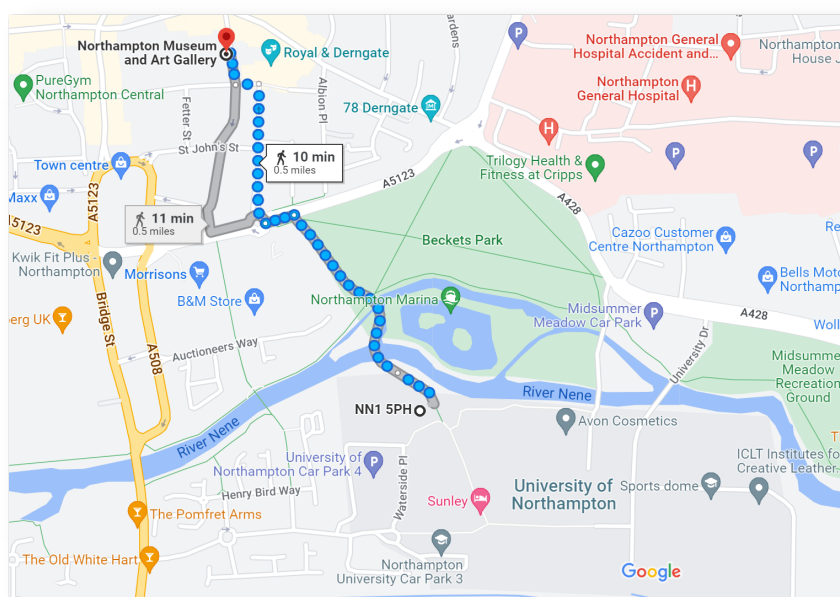 Northampton Museum
and Art Gallery
Royal & Derngate
PureGym
Northampton Central
Fetter St
Albion Pl
78 Derngate
St John's St
ardens
Northampton General
Hospital Accident and...
Northampton
House J
Northampton
General Hospital
Trilogy Health &
Fitness at Cripps
Town centre
Maxx
A5123
5123
10 min
0.5 miles
11 min
0.5 miles
A5123
A428
Beckets Park
Cazoo Customer
Centre Northampton
Re
Kwik Fit Plus -
Northampton
Morrisons
B&M Store
Northampton Marina
Bells Moto
Northamp
Midsummer
Meadow Car Park
A428
Woll
erg UK
Bridge St
A508
Auctioneers Way
University Dr
Midsumme
Meadow
Recreation
Ground
River Nene
NN1 5PH
River Nene
Avon Cosmetics
T
University of
Northampton Car Park 4
Henry Bird Way
Waterside Pl
Sunley
University of
Northampton
Sports dome
ICLT Institutes fo
Creative Leather
The Pomfret Arms
The Old White Hart
Northampton
University Car Park 3
Google